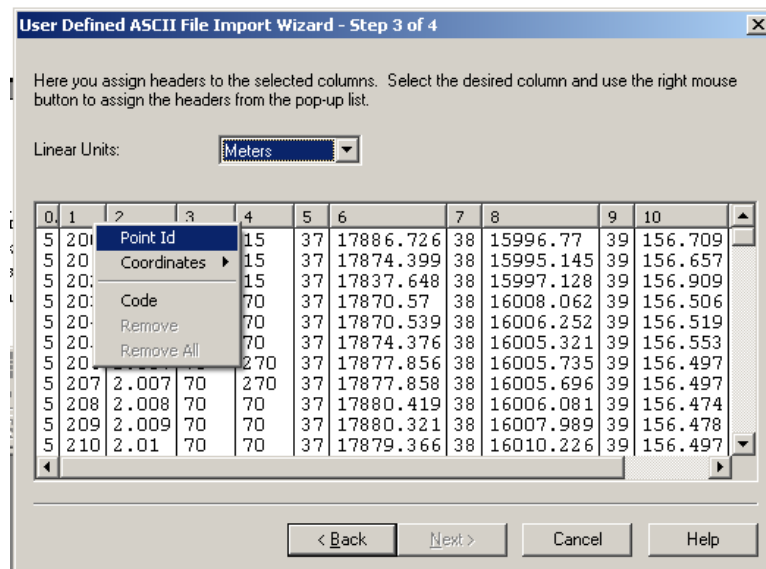 User Defined ASCII File Import Wizard - Step 3 of 4
Here you assign headers to the selected columns. Select the desired column and use the right mouse
button to assign the headers from the pop-up list.
Linear Units: Meters
0. 1 2 3 4 5 6 7 8 9 10
5 15 37 17886.726 38 15996.77 39 156.709
5 15 37 17874.399 38 15995.145 39 156.657
5 15 37 17837.648 38 15997.128 39 156.909
5 70 37 17870.57 38 16008.062 39 156.506
5 70 37 17870.539 38 16006.252 39 156.519
5 70 37 17874.376 38 16005.321 39 156.553
5 270 37 17877.856 38 16005.735 39 156.497
5 207 2.007 70 270 37 17877.858 38 16005.696 39 156.497
5 208 2.008 70 70 37 17880.419 38 16006.081 39 156.474
5 209 2.009 70 70 37 17880.321 38 16007.989 39 156.478
5 210 2.01 70 70 37 17879.366 38 16010.226 39 156.497
Point Id
Coordinates
Code
Remove
Remove All
< Back Next > Cancel Help